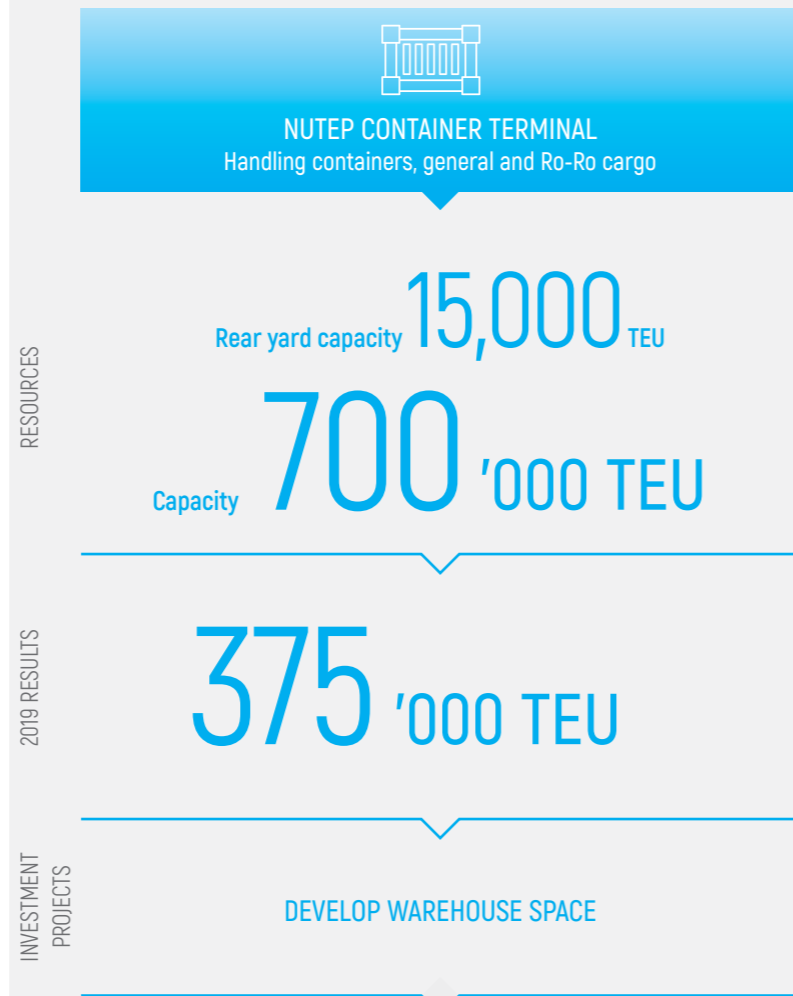 NUTEP CONTAINER TERMINAL
Handling containers, general and Ro-Ro cargo
RESOURCES
Rear yard capacity 15,000 TEU
Capacity 700 '000 TEU
2019 RESULTS
375 '000 TEU
INVESTMENT
PROJECTS
DEVELOP WAREHOUSE SPACE